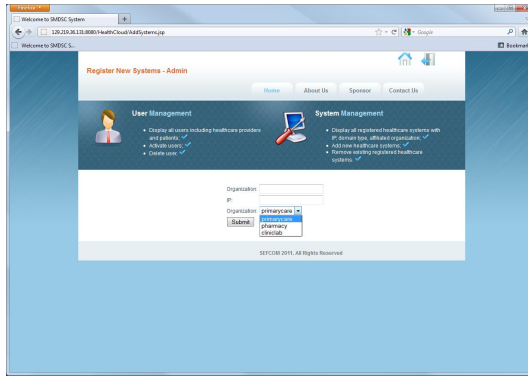 Firefox
Welcome to SMDSC System
129.219.36.131:8080/HealthCloud/AddSystems.jsp
Google
Welcome to SMDSC S...
Bookmark
Register New Systems - Admin
Home About Us Sponsor Contact Us
User Management
Display all users including healthcare providers
and patients;
Activate users;
Delete user;
System Management
Display all registered healthcare systems with
IP, domain type, affiliated organization;
Add new healthcare systems;
Remove existing registered healthcare
systems;
Organization:
IP:
Organization: primarycare
primarycare
pharmacy
cliniclab
Submit
SEFCOM 2011. All Rights Reserved